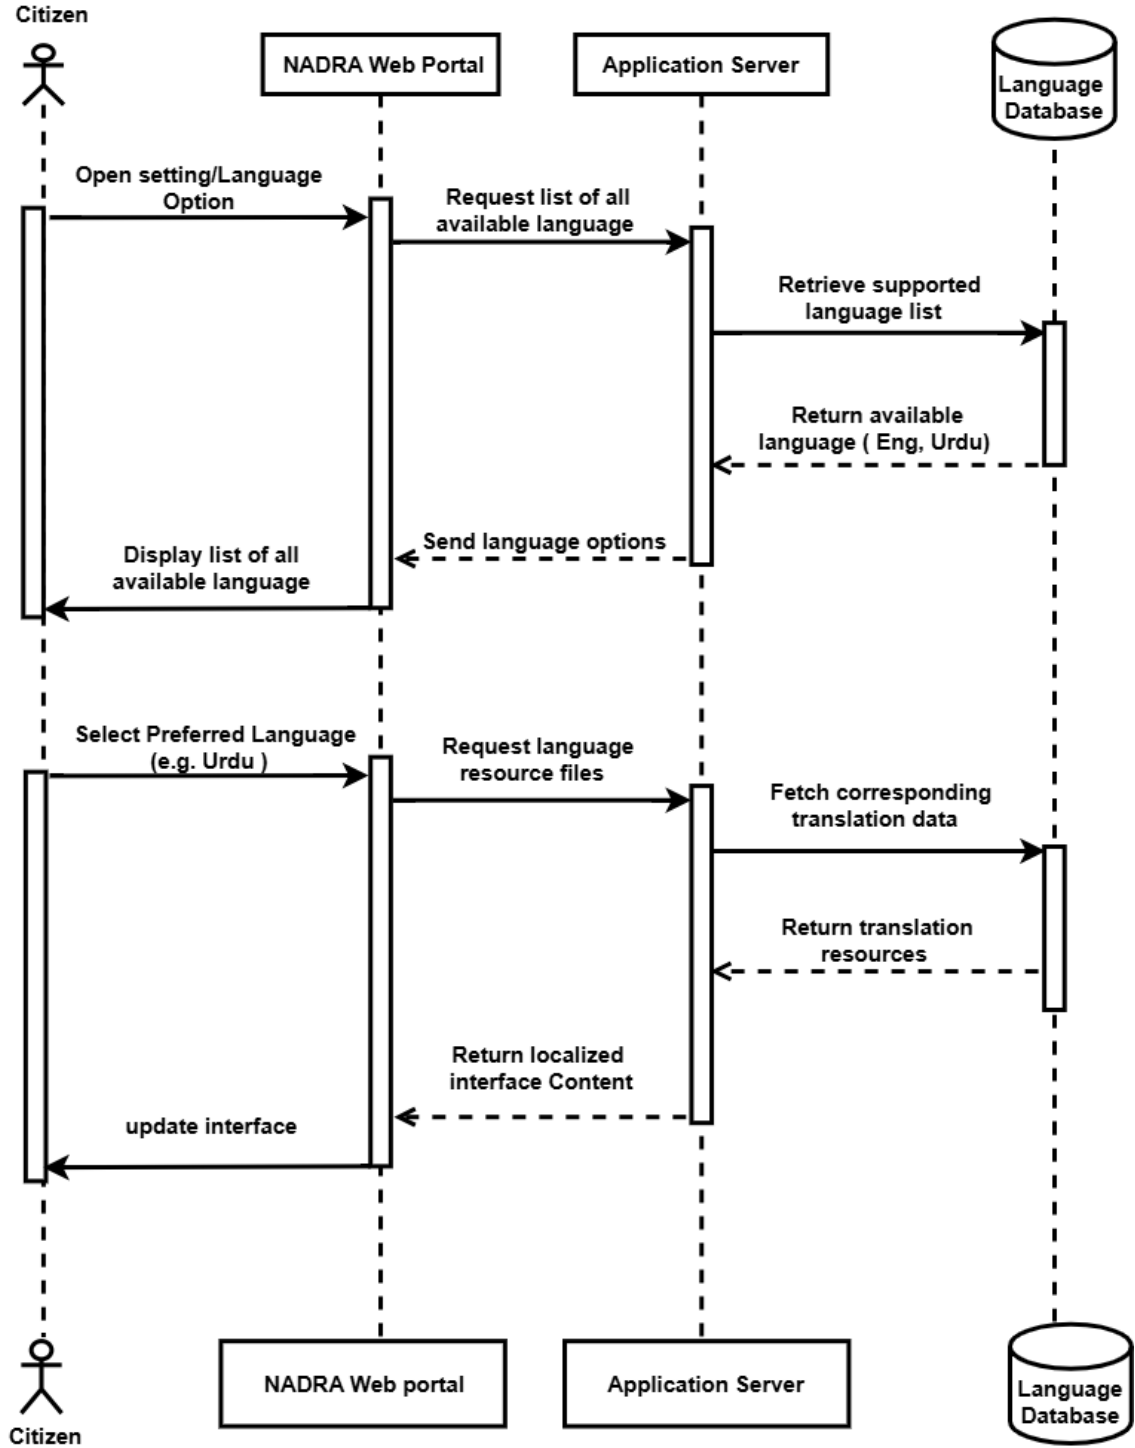 Citizen
NADRA Web Portal
Application Server
Language
Database
Open setting/Language
Option
Request list of all
available language
Retrieve supported
language list
Return available
language ( Eng, Urdu)
Send language options
Display list of all
available language
Select Preferred Language
(e.g. Urdu )
Request language
resource files
Fetch corresponding
translation data
Return translation
resources
Return localized
interface Content
update interface
Citizen
NADRA Web portal
Application Server
Language
Database